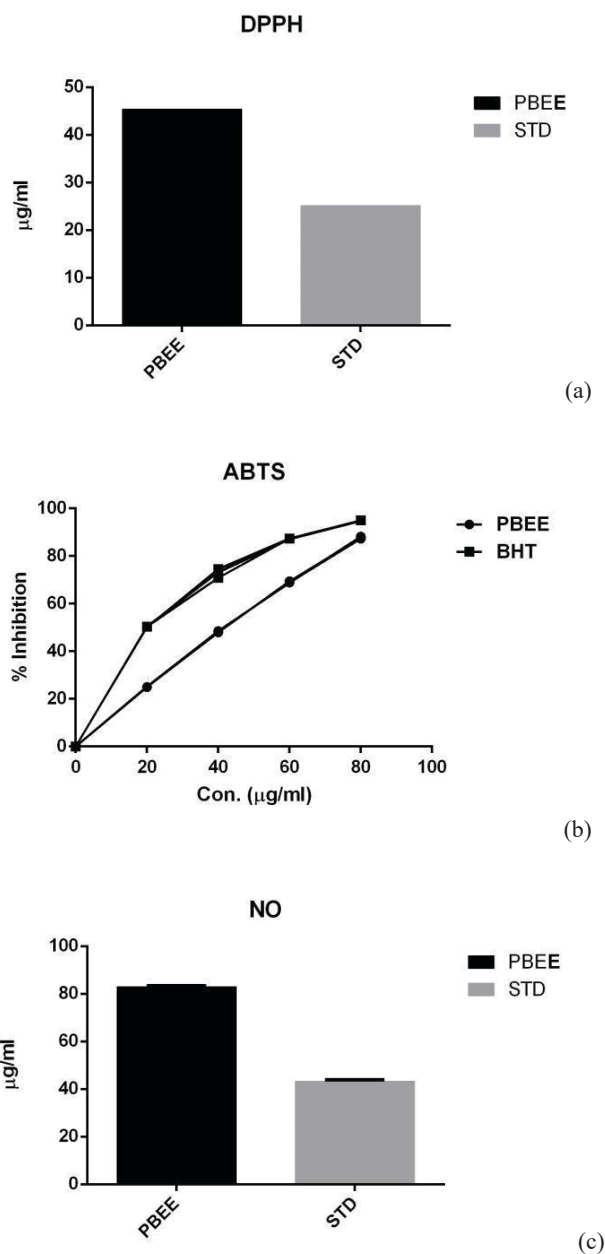 DPPH
50
40
30
20
10
0
μg/ml
PBEE
STD
PBEE
STD
(a)
ABTS
100
80
60
40
20
0
% Inhibition
0 20 40 60 80 100
Con. (μg/ml)
PBEE
BHT
(b)
NO
100
80
60
40
20
0
μg/ml
PBEE
STD
PBEE
STD
(c)